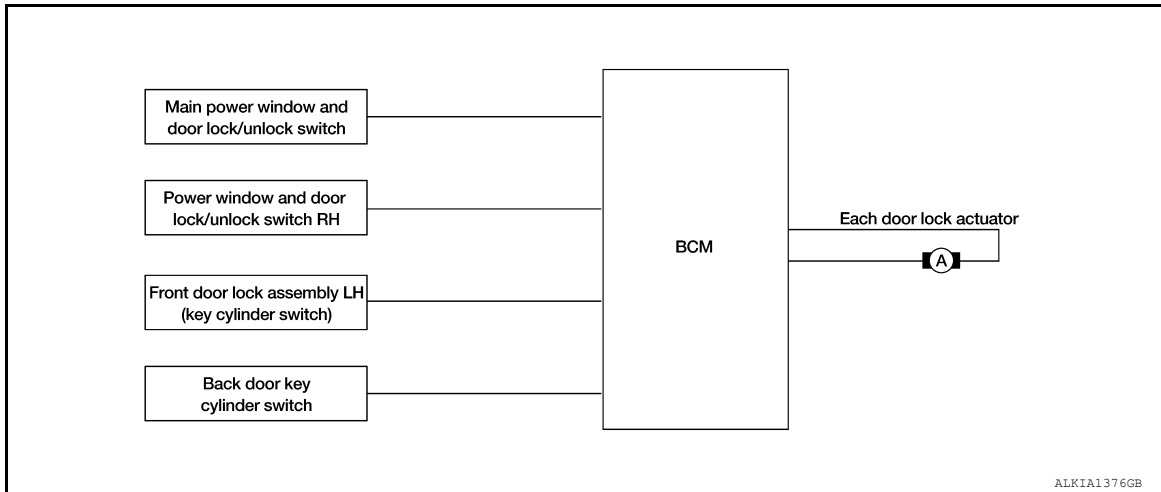 Main power window and
door lock/unlock switch
Power window and door
lock/unlock switch RH
Front door lock assembly LH
(key cylinder switch)
Back door key
cylinder switch
BCM
Each door lock actuator
A
ALKIA1376GB